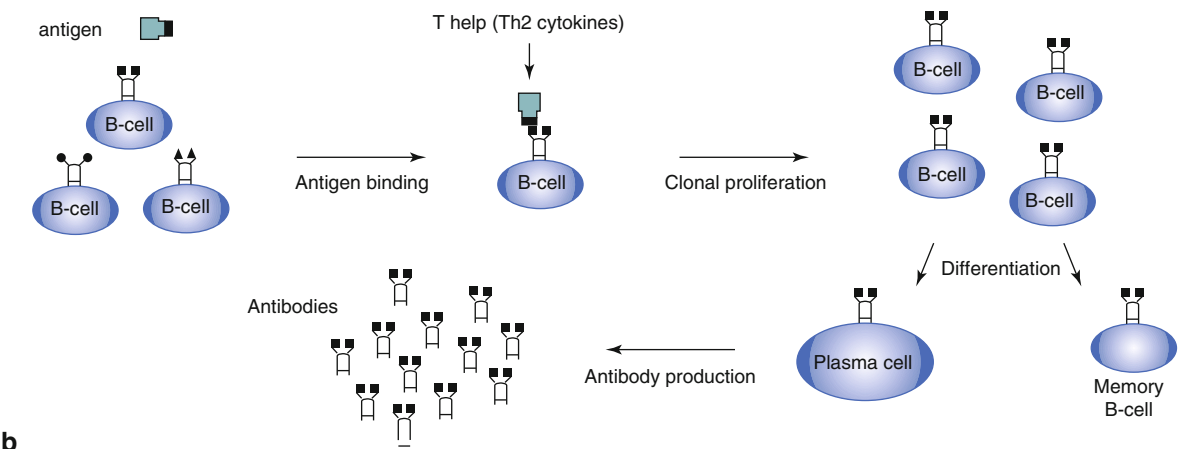 antigen
T help (Th2 cytokines)
B-cell
B-cell
B-cell
Antigen binding
B-cell
Clonal proliferation
B-cell
B-cell
B-cell
B-cell
Differentiation
Plasma cell
Memory
B-cell
Antibody production
Antibodies
b